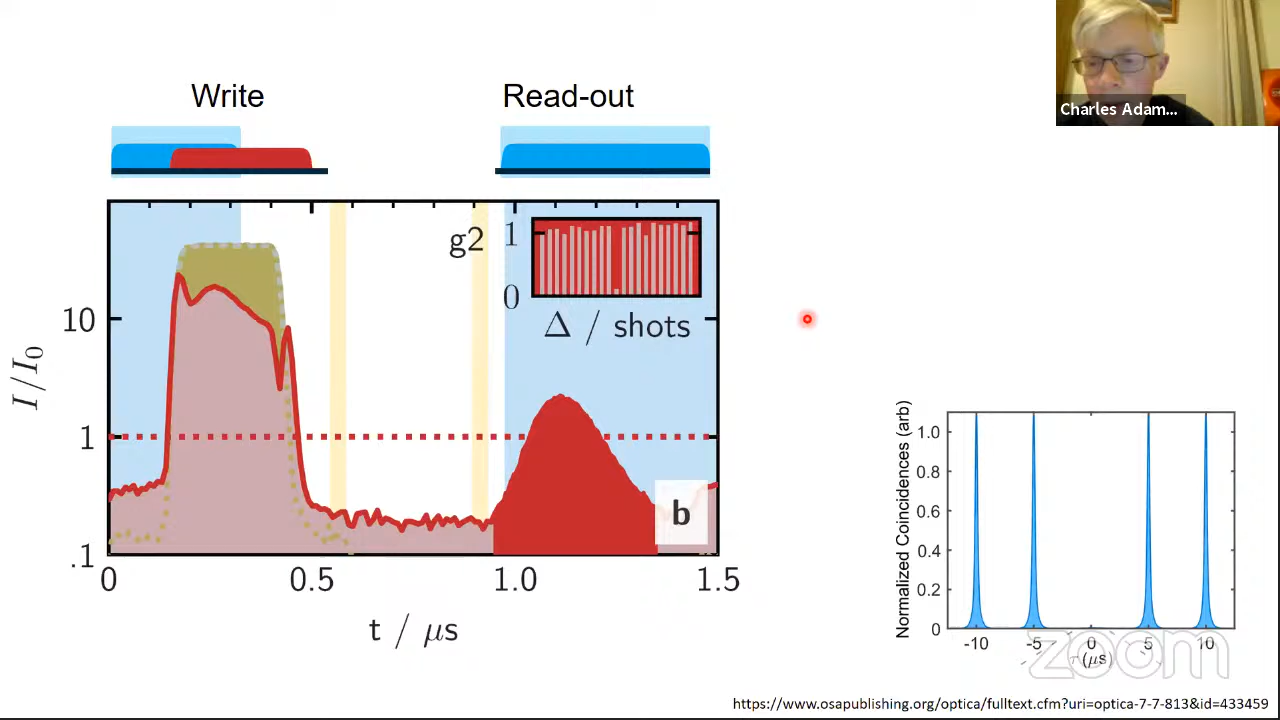 Write
Read-out
Charles Adam...
g2
1
0
Δ / shots
10
1
.1
I/I₀
b
0
0.5
1.0
1.5
t / μs
Normalized Coincidences (arb)
1.0
0.8
0.6
0.4
0.2
0
-10
-5
0
5
10
τ(μs)
zoom
https://www.osapublishing.org/optica/fulltext.cfm?uri=optica-7-7-813&id=433459